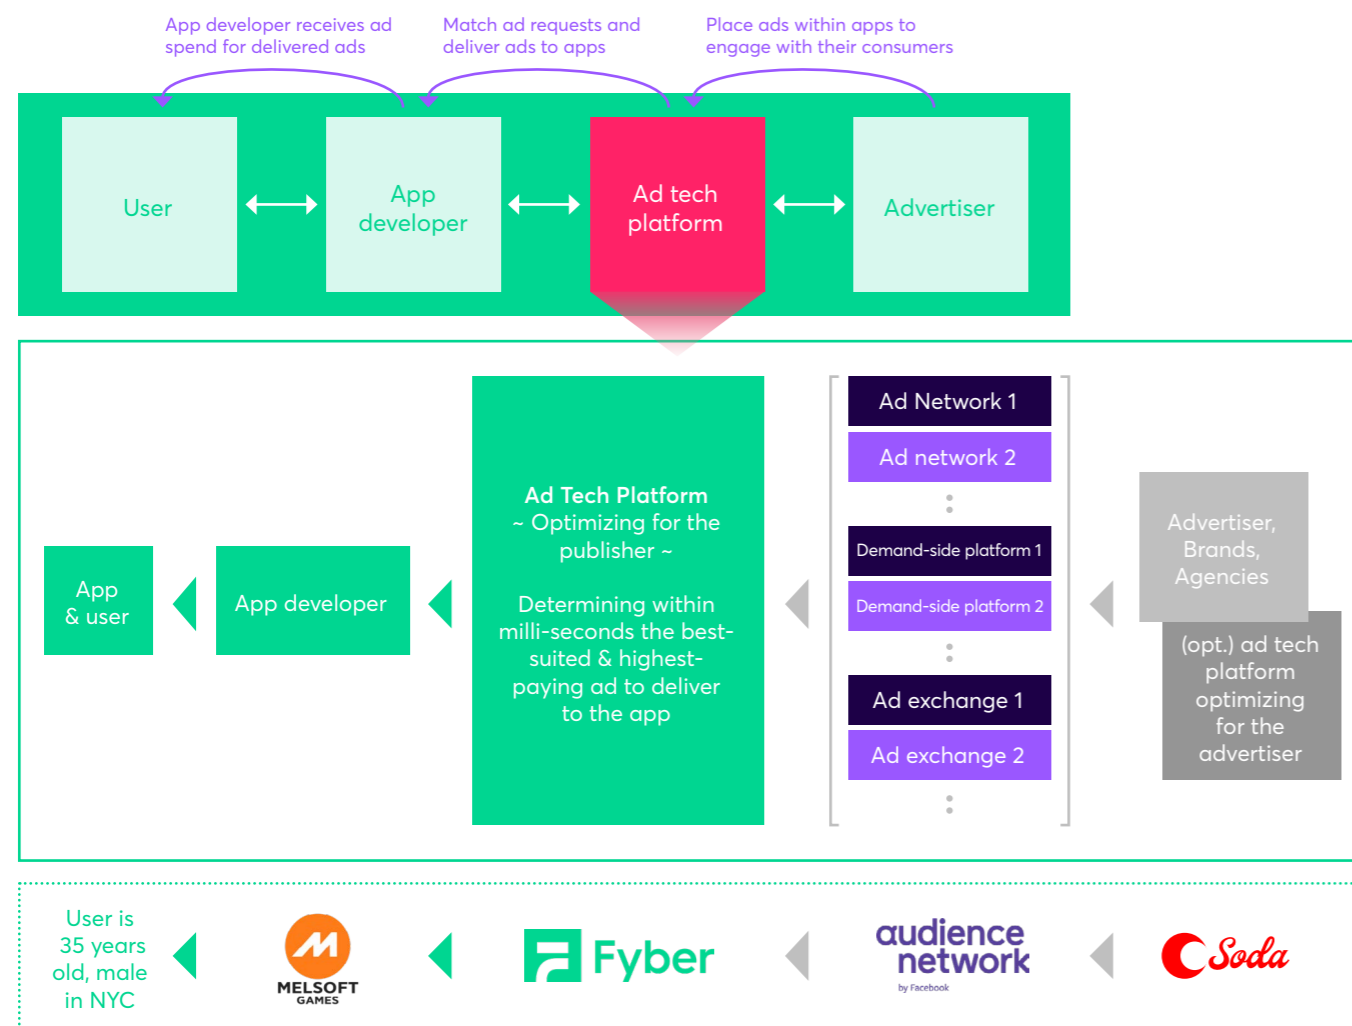 App developer receives ad
spend for delivered ads
Match ad requests and
deliver ads to apps
Place ads within apps to
engage with their consumers
User
App
developer
Ad tech
platform
Advertiser
App
& user
App developer
Ad Tech Platform
~ Optimizing for the
publisher ~
Determining within
milli-seconds the best-
suited & highest-
paying ad to deliver
to the app
Ad Network 1
Ad network 2
Demand-side platform 1
Demand-side platform 2
Ad exchange 1
Ad exchange 2
Advertiser,
Brands,
Agencies
(opt.) ad tech
platform
optimizing
for the
advertiser
User is
35 years
old, male
in NYC
MELSOFT
GAMES
Fyber
audience
network
by Facebook
Soda